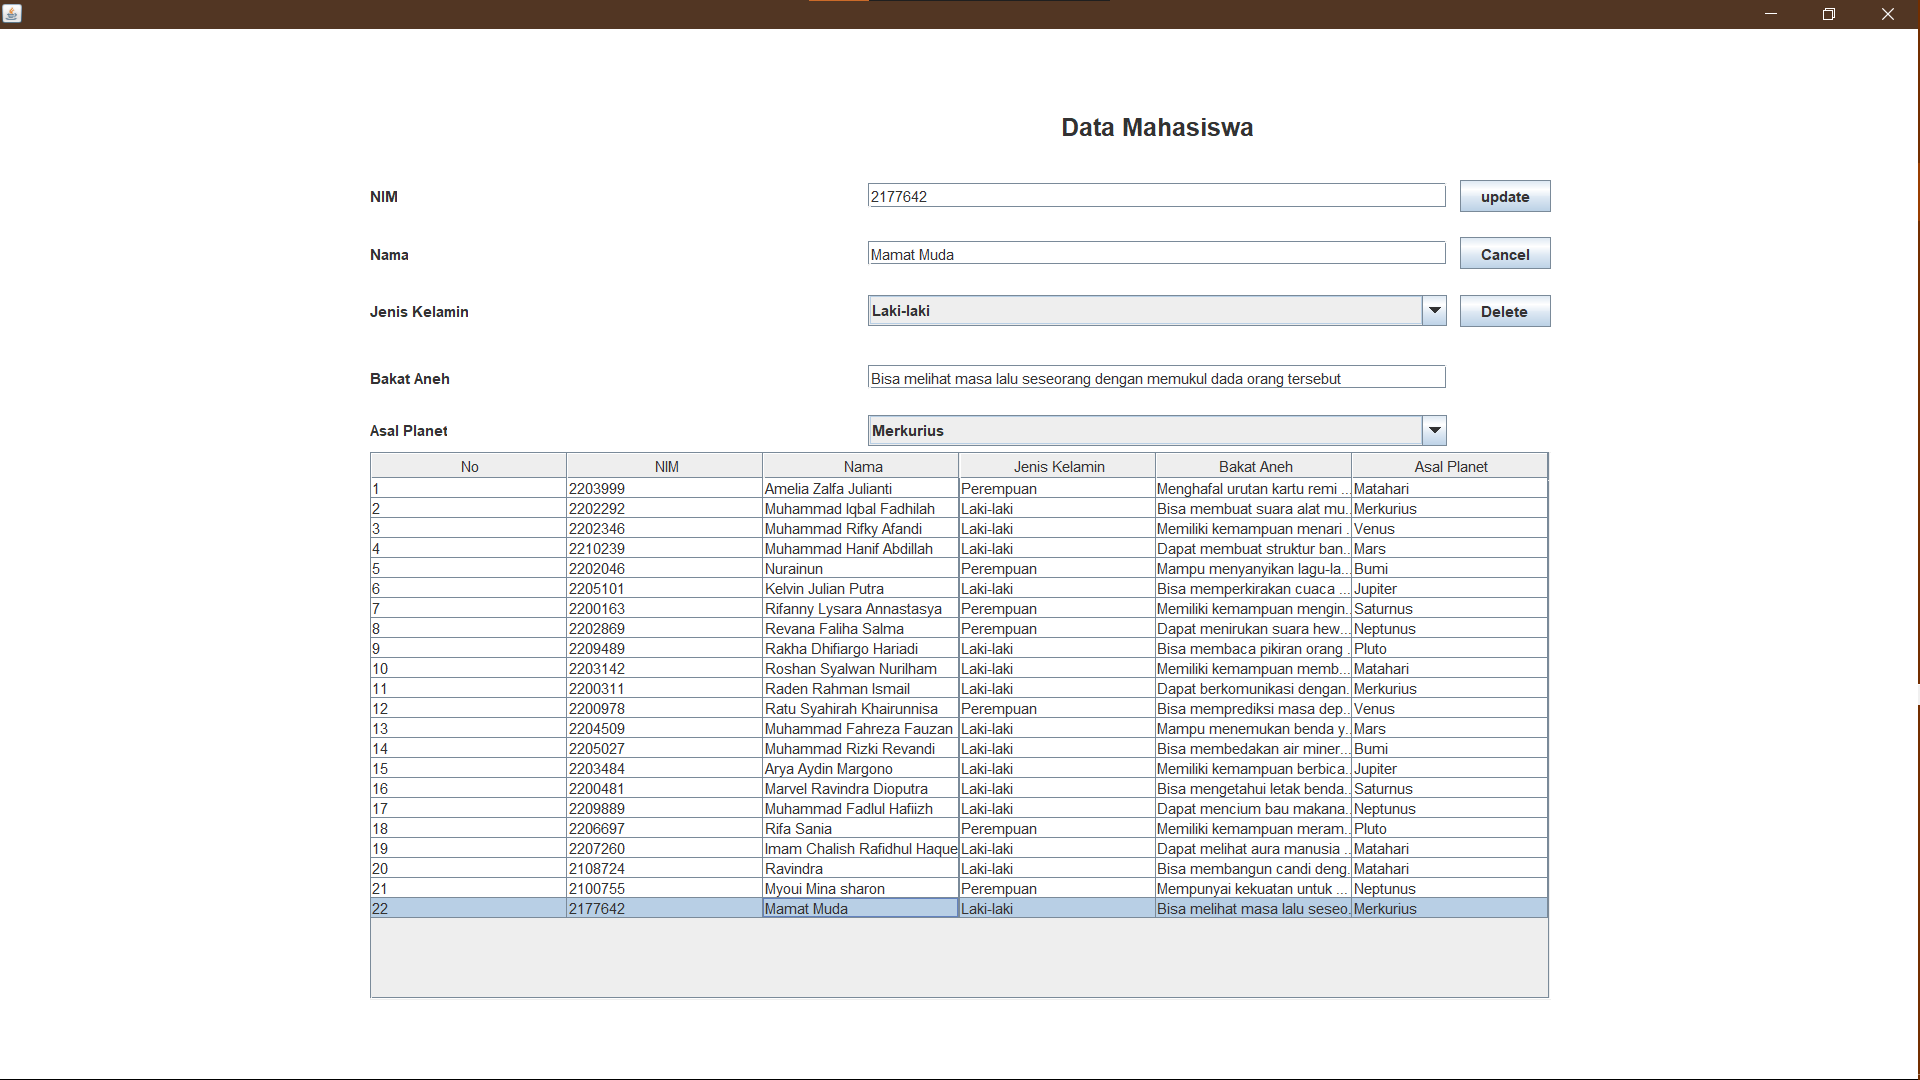 Data Mahasiswa
NIM 2177642 update
Nama Mamat Muda Cancel
Jenis Kelamin Laki-laki Delete
Bakat Aneh Bisa melihat masa lalu seseorang dengan memukul dada orang tersebut
Asal Planet Merkurius
No NIM Nama Jenis Kelamin Bakat Aneh Asal Planet
1 2203999 Amelia Zalfa Julianti Perempuan Menghafal urutan kartu remi ... Matahari
2 2202292 Muhammad Iqbal Fadhilah Laki-laki Bisa membuat suara alat mu... Merkurius
3 2202346 Muhammad Rifky Afandi Laki-laki Memiliki kemampuan menari ... Venus
4 2210239 Muhammad Hanif Abdillah Laki-laki Dapat membuat struktur ban... Mars
5 2202046 Nurainun Perempuan Mampu menyanyikan lagu-la... Bumi
6 2205101 Kelvin Julian Putra Laki-laki Bisa memperkirakan cuaca ... Jupiter
7 2200163 Rifanny Lysara Annastasya Perempuan Memiliki kemampuan mengin... Saturnus
8 2202869 Revana Faliha Salma Perempuan Dapat menirukan suara hew... Neptunus
9 2209489 Rakha Dhifiargo Hariadi Laki-laki Bisa membaca pikiran orang ... Pluto
10 2203142 Roshan Syalwan Nurilham Laki-laki Memiliki kemampuan memb... Matahari
11 2200311 Raden Rahman Ismail Laki-laki Dapat berkomunikasi dengan... Merkurius
12 2200978 Ratu Syahirah Khairunnisa Perempuan Bisa memprediksi masa dep... Venus
13 2204509 Muhammad Fahreza Fauzan Laki-laki Mampu menemukan benda y... Mars
14 2205027 Muhammad Rizki Revandi Laki-laki Bisa membedakan air miner... Bumi
15 2203484 Arya Aydin Margono Laki-laki Memiliki kemampuan berbica... Jupiter
16 2200481 Marvel Ravindra Dioputra Laki-laki Bisa mengetahui letak benda... Saturnus
17 2209889 Muhammad Fadlul Hafiizh Laki-laki Dapat mencium bau makana... Neptunus
18 2206697 Rifa Sania Perempuan Memiliki kemampuan meram... Pluto
19 2207260 Imam Chalish Rafidhul Haque Laki-laki Dapat melihat aura manusia ... Matahari
20 2108724 Ravindra Laki-laki Bisa membangun candi deng... Matahari
21 2100755 Myoui Mina sharon Perempuan Mempunyai kekuatan untuk ... Neptunus
22 2177642 Mamat Muda Laki-laki Bisa melihat masa lalu seseo... Merkurius